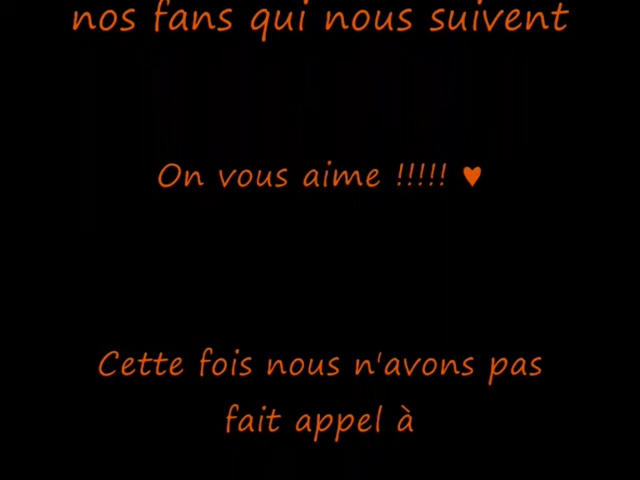 nos fans qui nous suivent
On vous aime !!!!! ♥
Cette fois nous n'avons pas
fait appel à